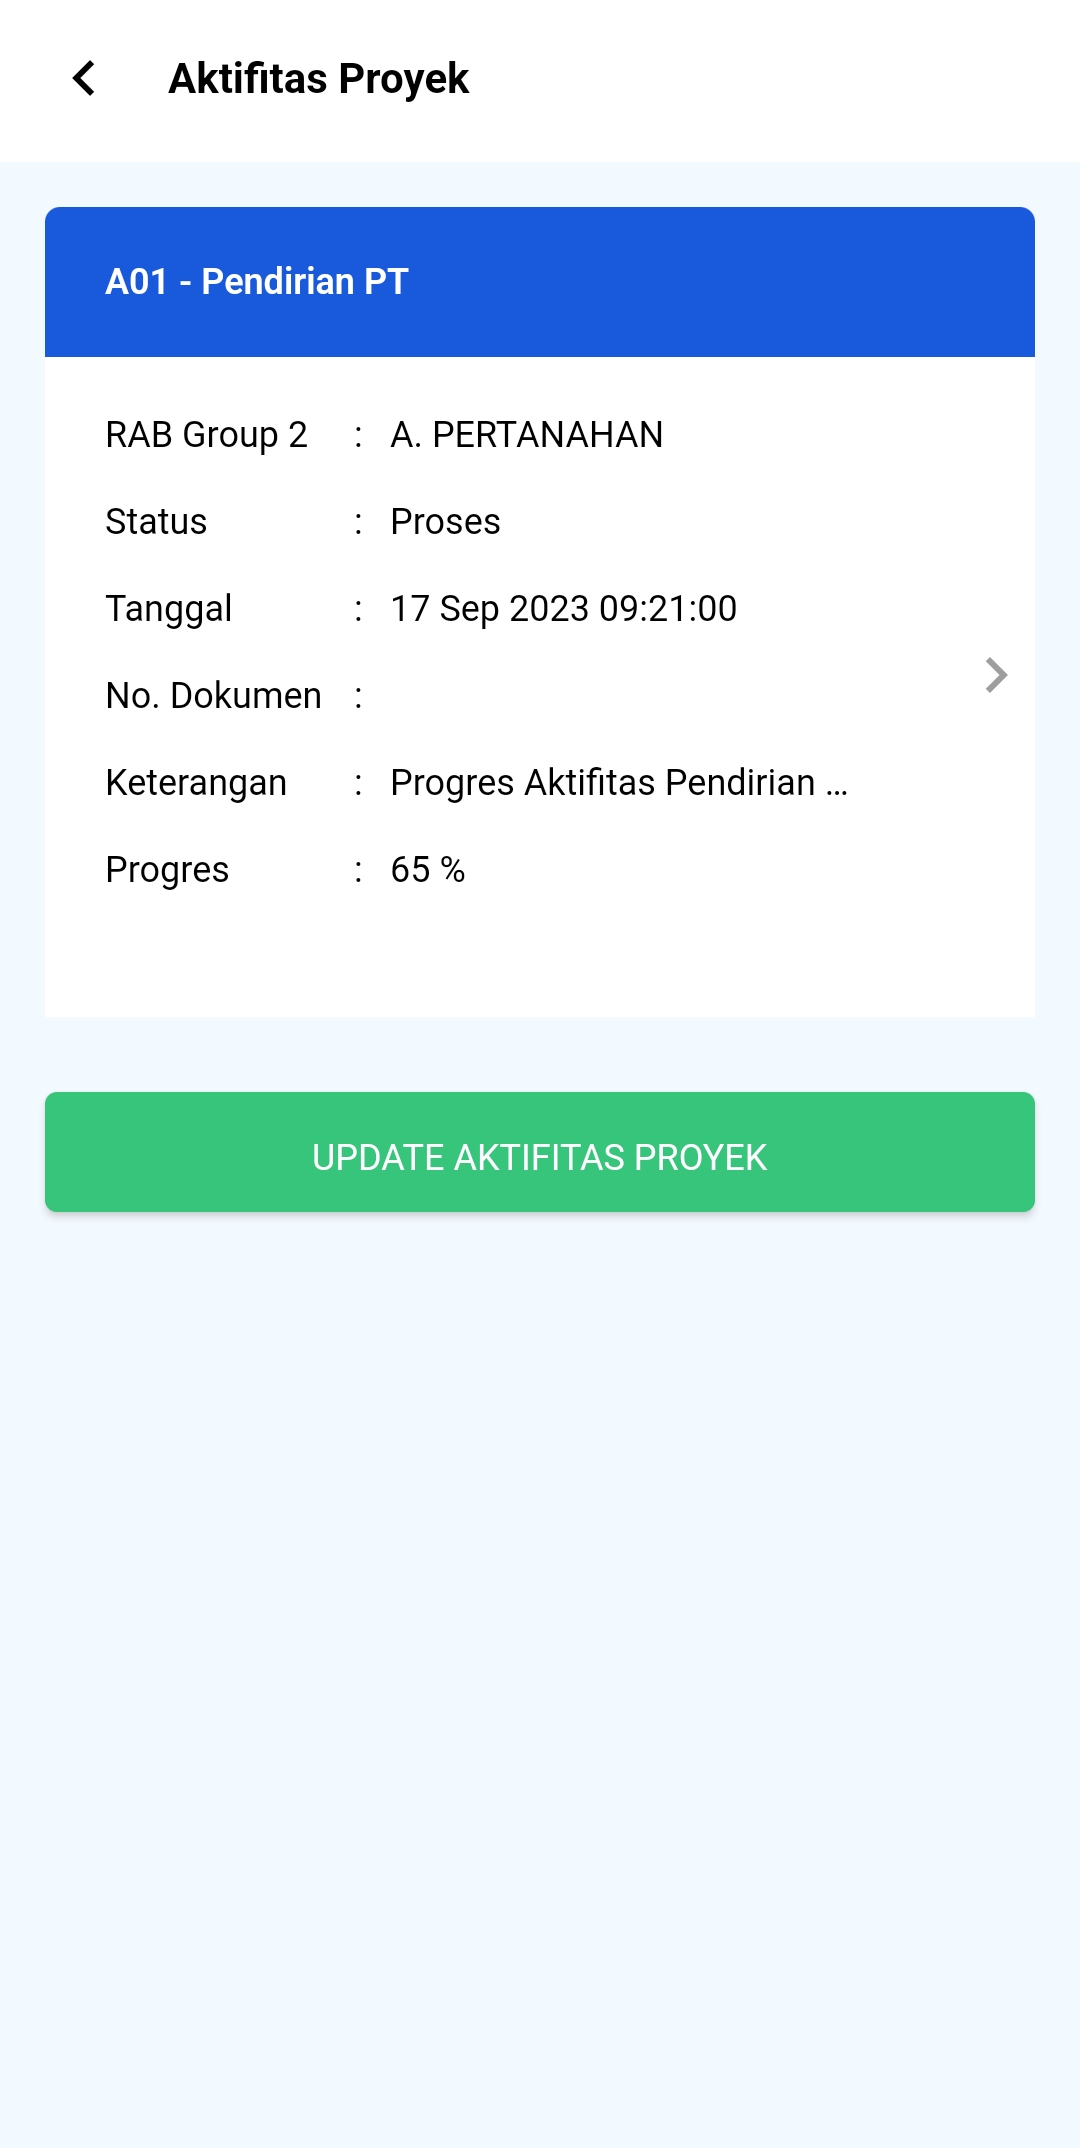 Aktifitas Proyek
A01 - Pendirian PT
RAB Group 2 : A. PERTANAHAN
Status : Proses
Tanggal : 17 Sep 2023 09:21:00
No. Dokumen :
Keterangan : Progres Aktifitas Pendirian ...
Progres : 65 %
UPDATE AKTIFITAS PROYEK